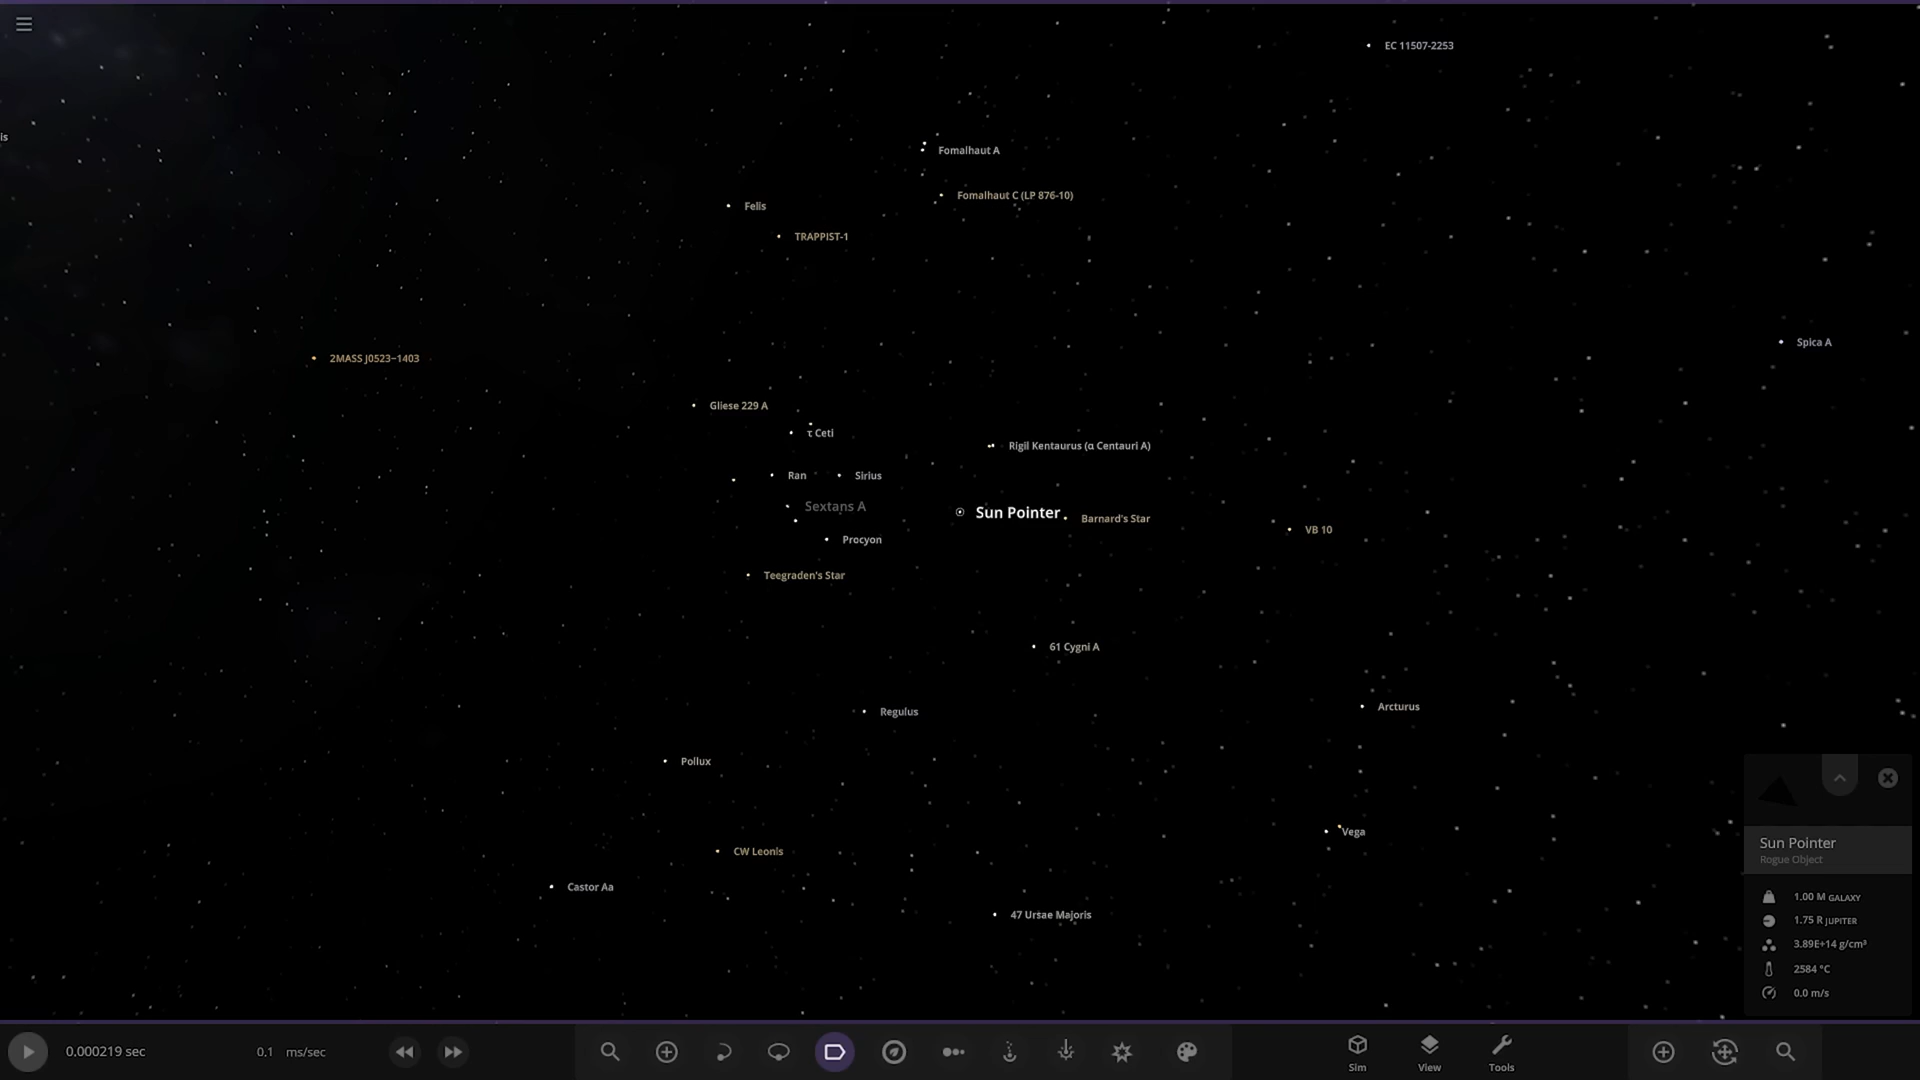 EC 11507-2253
is
Fomalhaut A
Fomalhaut C (LP 876-10)
Felis
TRAPPIST-1
Spica A
2MASS J0523−1403
Gliese 229 A
τ Ceti
Rigil Kentaurus (α Centauri A)
Ran
Sirius
Sextans A
Sun Pointer
Barnard's Star
VB 10
Procyon
Teegarden's Star
61 Cygni A
Arcturus
Regulus
Pollux
Vega
CW Leonis
Castor Aa
47 Ursae Majoris
Sun Pointer
Rogue Object
1.00 M GALAXY
1.75 R JUPITER
3.89E+14 g/cm³
2584 °C
0.0 m/s
0.000219 sec
0.1 ms/sec
Sim
View
Tools